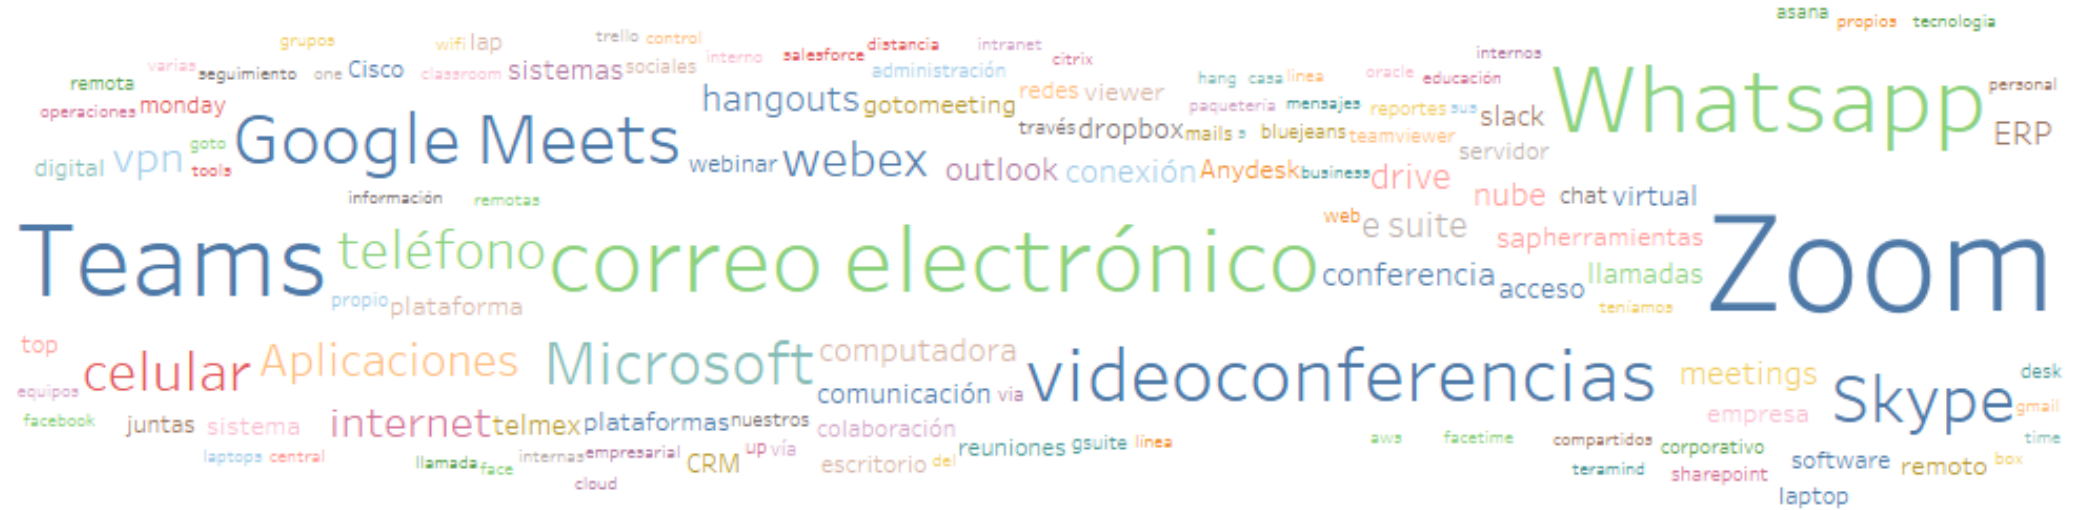 asana propios tecnologia
grupos wifi lap trello control distancia intranet internos
varias seguimiento one Cisco classroom sistemas sociales interno salesforce administración citrix
remota hang casa linea oracle educación personal
operaciones monday hangouts gotomeeting redes viewer paquetería mensajes reportes sus slack Whatsapp ERP
goto Google Meets través dropbox mails s bluejeans teamviewer
digital vpn tools webinar webex outlook conexión Anydesk business drive servidor
información remotas nube chat virtual
Teams teléfono correo electrónico web e suite sap herramientas Zoom
propio plataforma conferencia acceso llamadas teníamos
top celular Aplicaciones Microsoft computadora videoconferencias meetings Skype desk
equipos comunicación via empresa gmail
facebook juntas sistema internet telmex plataformas nuestros colaboración
laptops central llamada face internas empresarial CRM up vía escritorio del reuniones gsuite linea aws facetime compartidos corporativo time
cloud teramind sharepoint software remoto box
laptop